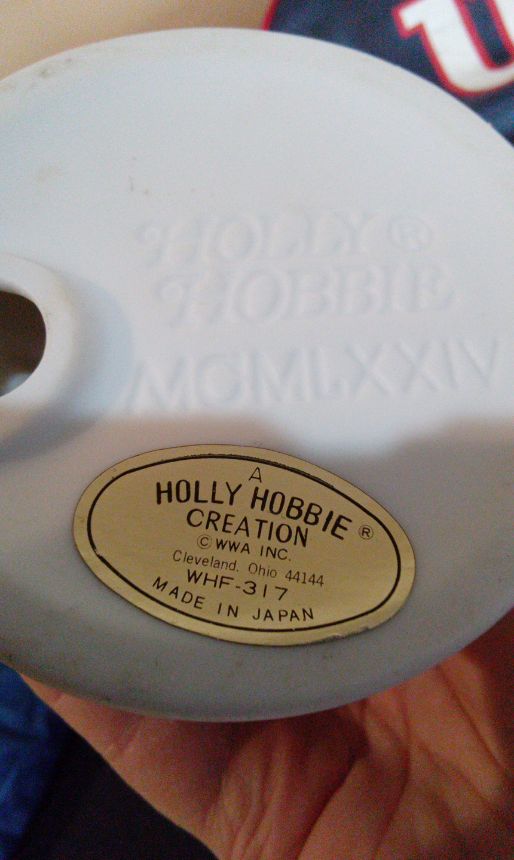 U
HOLLY®
HOBBIE
MCMLXXIV
A
HOLLY HOBBIE®
CREATION
© WWA INC.
Cleveland, Ohio 44144
WHF-317
MADE IN JAPAN